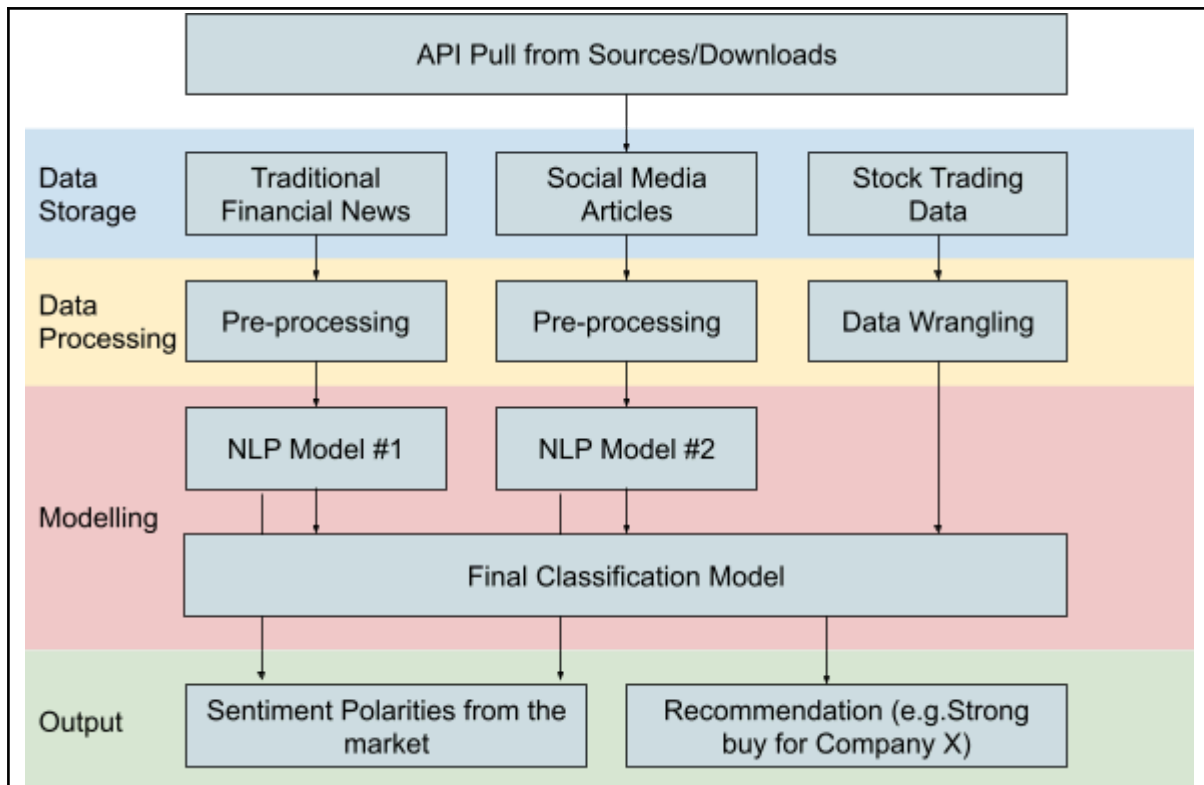 API Pull from Sources/Downloads
Data
Storage
Traditional
Financial News
Social Media
Articles
Stock Trading
Data
Data
Processing
Pre-processing
Pre-processing
Data Wrangling
Modelling
NLP Model #1
NLP Model #2
Final Classification Model
Output
Sentiment Polarities from the
market
Recommendation (e.g.Strong
buy for Company X)